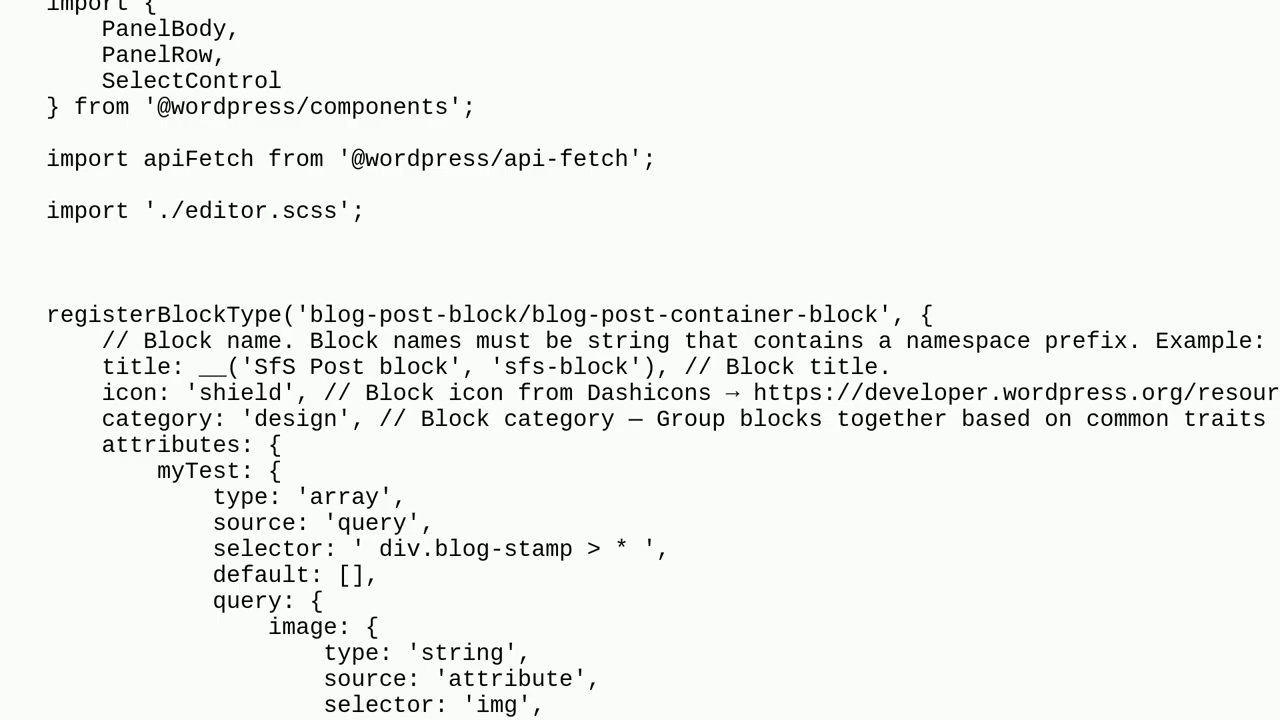 import {
    PanelBody,
    PanelRow,
    SelectControl
} from '@wordpress/components';
import apiFetch from '@wordpress/api-fetch';
import './editor.scss';
registerBlockType('blog-post-block/blog-post-container-block', {
    // Block name. Block names must be string that contains a namespace prefix. Example:
    title: __('SfS Post block', 'sfs-block'), // Block title.
    icon: 'shield', // Block icon from Dashicons → https://developer.wordpress.org/resour
    category: 'design', // Block category — Group blocks together based on common traits
    attributes: {
        myTest: {
            type: 'array',
            source: 'query',
            selector: ' div.blog-stamp > * ',
            default: [],
            query: {
                image: {
                    type: 'string',
                    source: 'attribute',
                    selector: 'img',